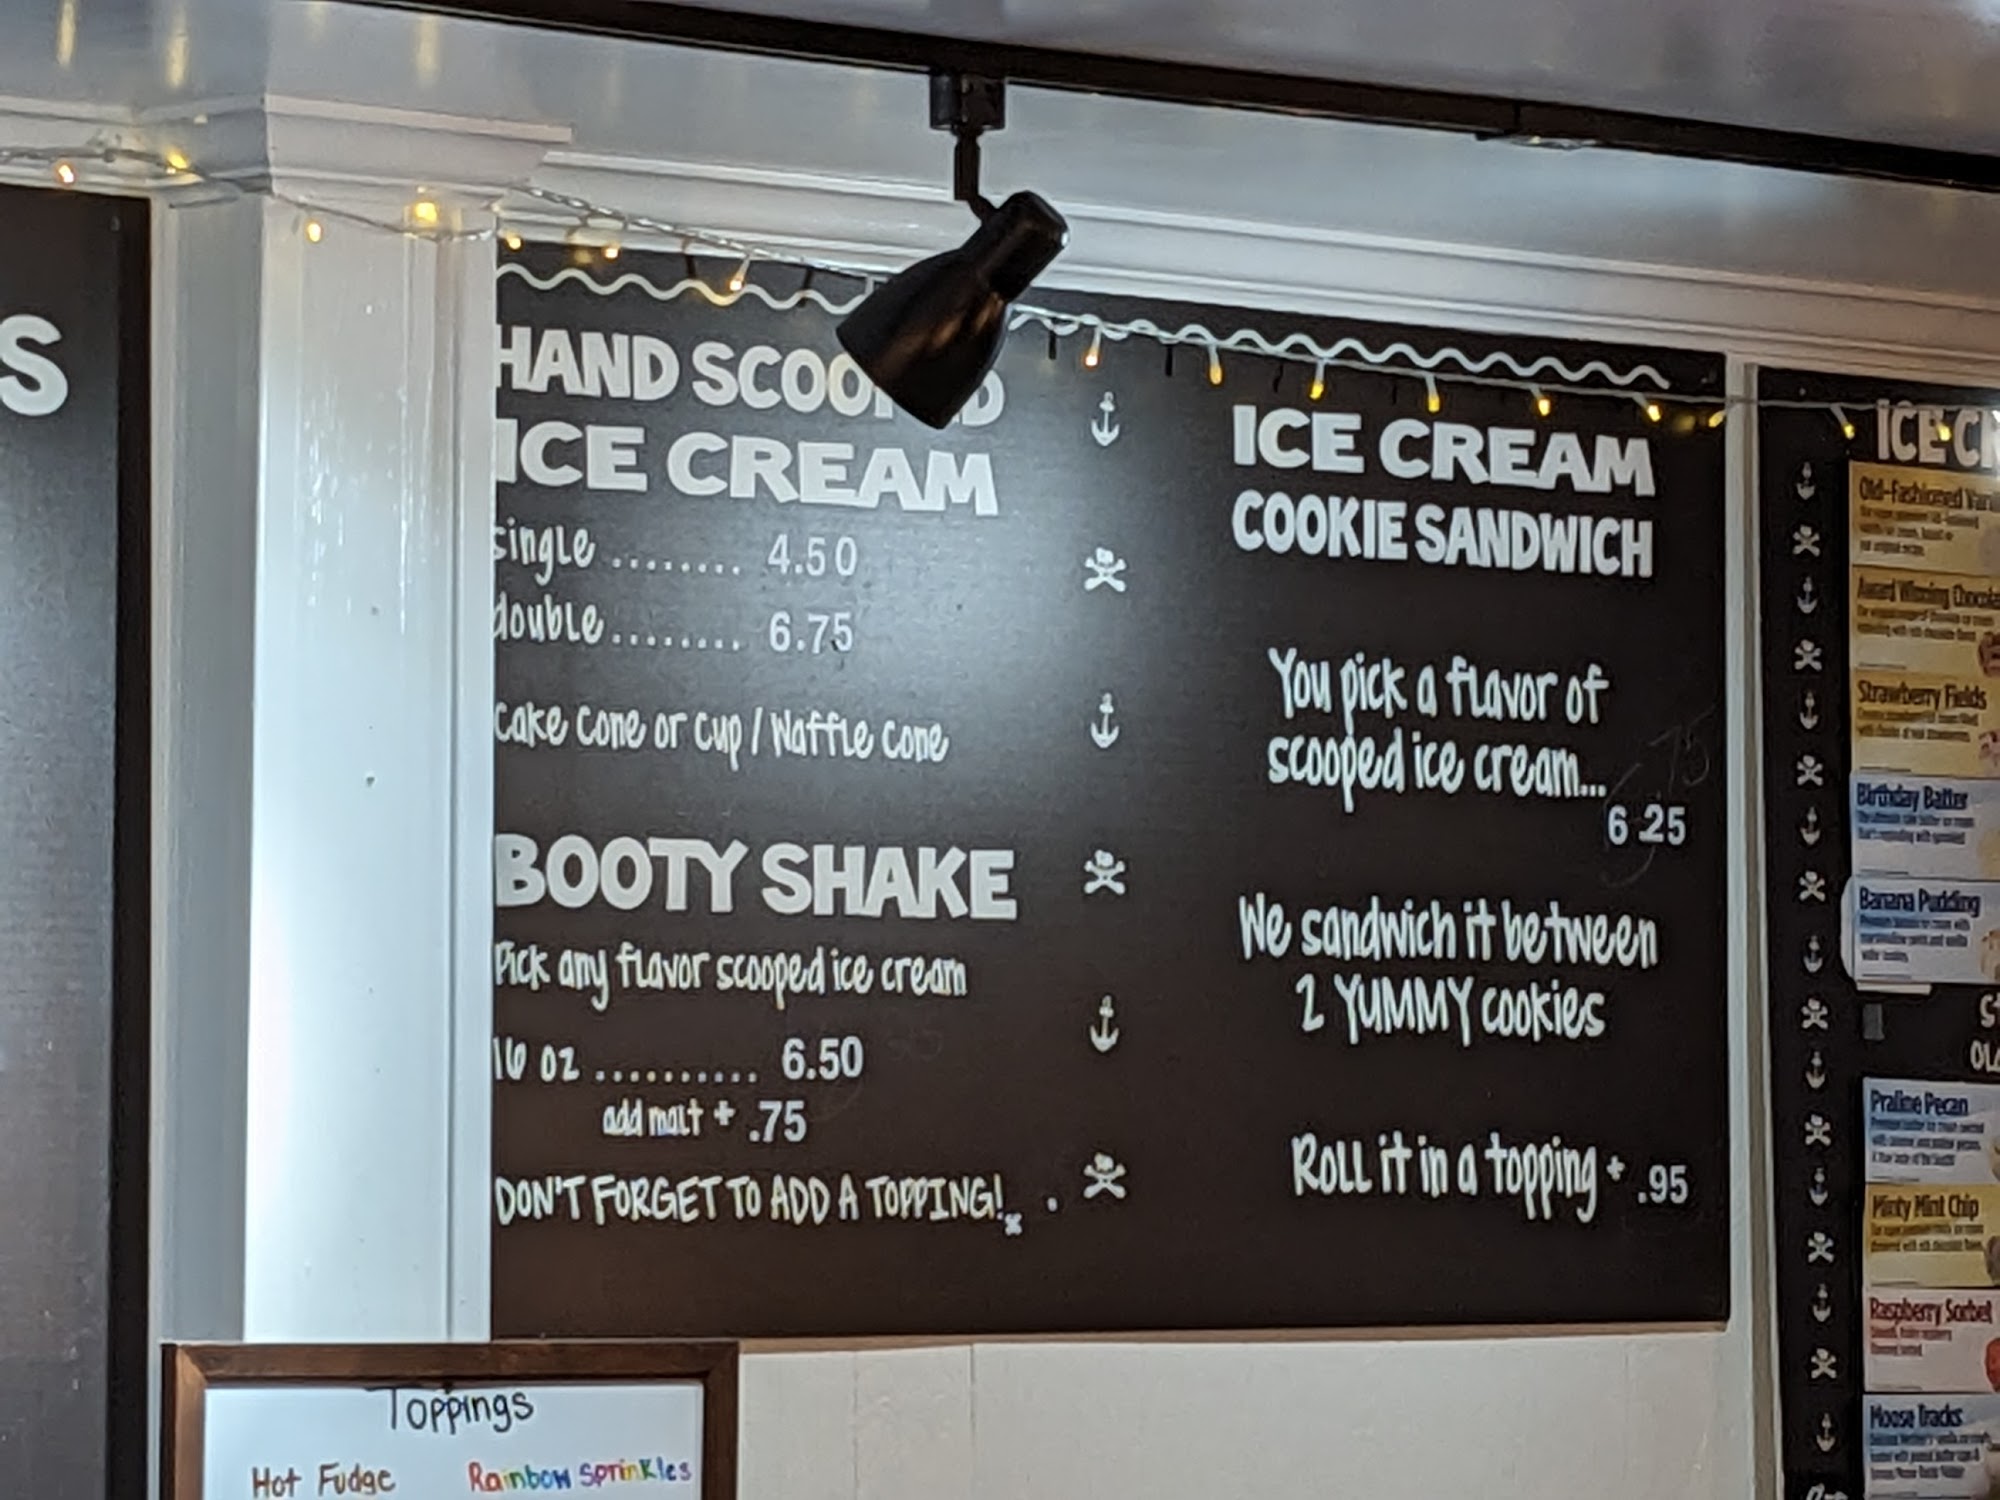 S
HAND SCOO D
ICE CREAM
single ........ 4.50
double ........ 6.75
cake cone or cup / Waffle cone
BOOTY SHAKE
Pick any flavor scooped ice cream
16 oz .......... 6.50
add malt + .75
DON'T FORGET TO ADD A TOPPING!
ICE CREAM
COOKIE SANDWICH
You pick a flavor of
scooped ice cream...
6.25
We sandwich it between
2 YUMMY cookies
Roll it in a topping + .95
Toppings
Hot Fudge
Rainbow Sprinkles
ICE CR
Old-Fashioned Vani
Award Winning Chocola
Strawberry Fields
Birthday Batter
Banana Pudding
Praline Pecan
Minty Mint Chip
Raspberry Sorbet
Moose Tracks